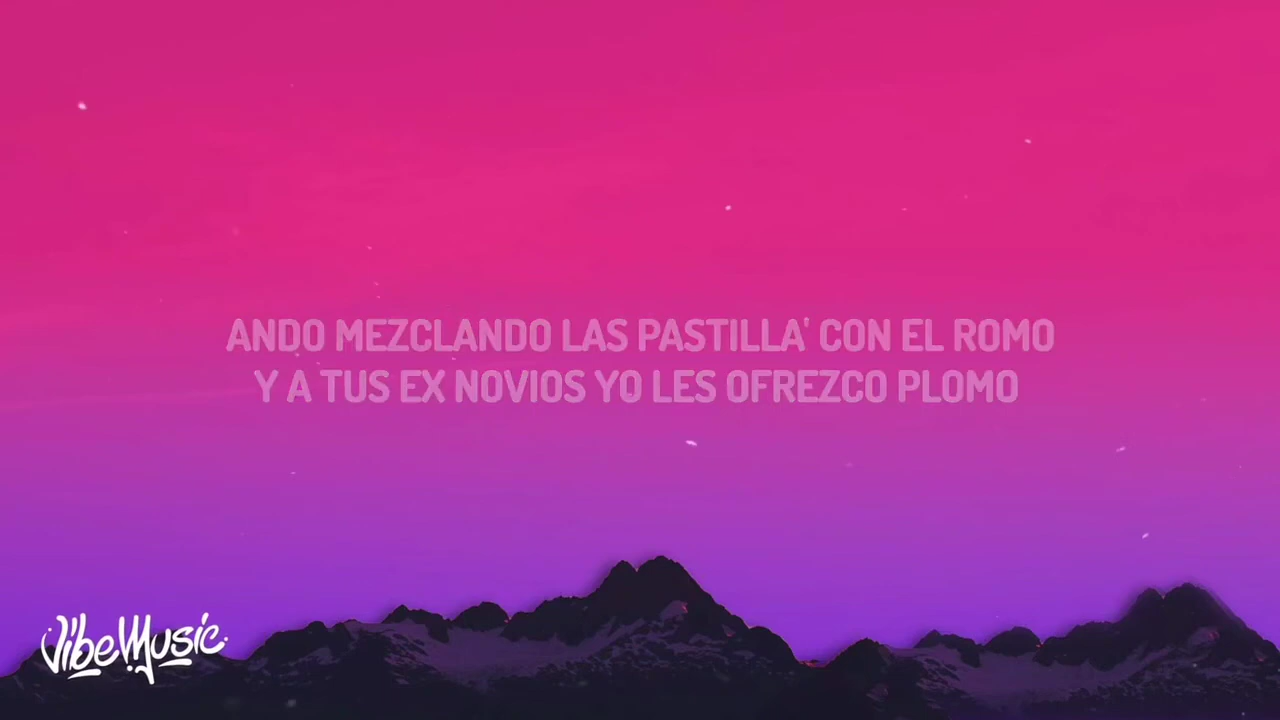 ANDO MEZCLANDO LAS PASTILLA' CON EL ROMO
Y A TUS EX NOVIOS YO LES OFREZCO PLOMO
VibeMusic